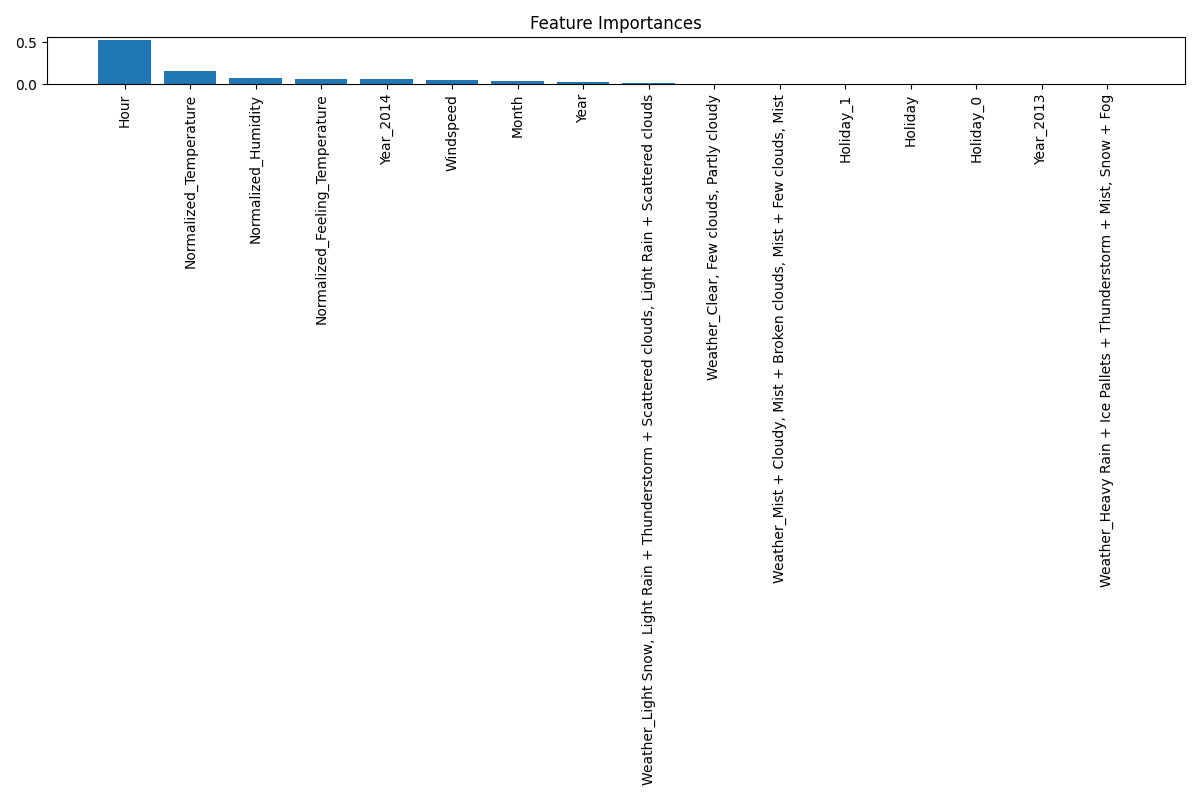 Feature Importances
0.5
0.0
Hour
Normalized_Temperature
Normalized_Humidity
Normalized_Feeling_Temperature
Year_2014
Windspeed
Month
Year
Weather_Light Snow, Light Rain + Thunderstorm + Scattered clouds, Light Rain + Scattered clouds
Weather_Clear, Few clouds, Partly cloudy
Weather_Mist + Cloudy, Mist + Broken clouds, Mist + Few clouds, Mist
Holiday_1
Holiday
Holiday_0
Year_2013
Weather_Heavy Rain + Ice Pallets + Thunderstorm + Mist, Snow + Fog